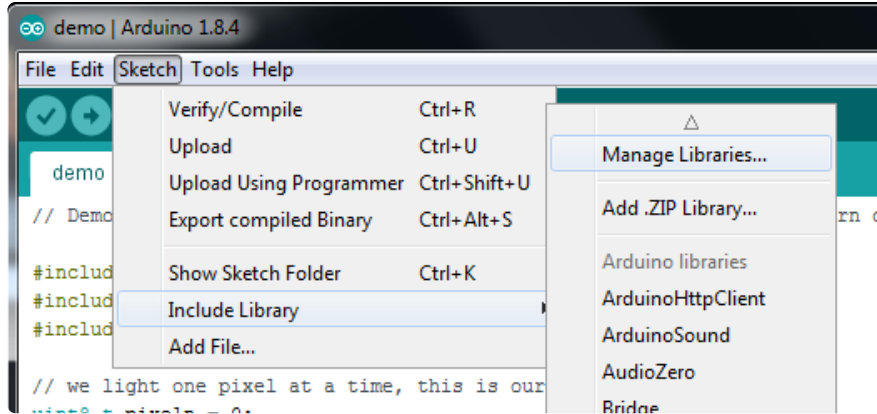 demo | Arduino 1.8.4
File Edit Sketch Tools Help
Verify/Compile Ctrl+R
Upload Ctrl+U
Upload Using Programmer Ctrl+Shift+U
Export compiled Binary Ctrl+Alt+S
Show Sketch Folder Ctrl+K
Include Library
Add File...
Manage Libraries...
Add .ZIP Library...
Arduino libraries
ArduinoHttpClient
ArduinoSound
AudioZero
Bridge
demo
// Demo
#includ
#includ
#includ
// we light one pixel at a time, this is our
uint8_t pixeln = 0;